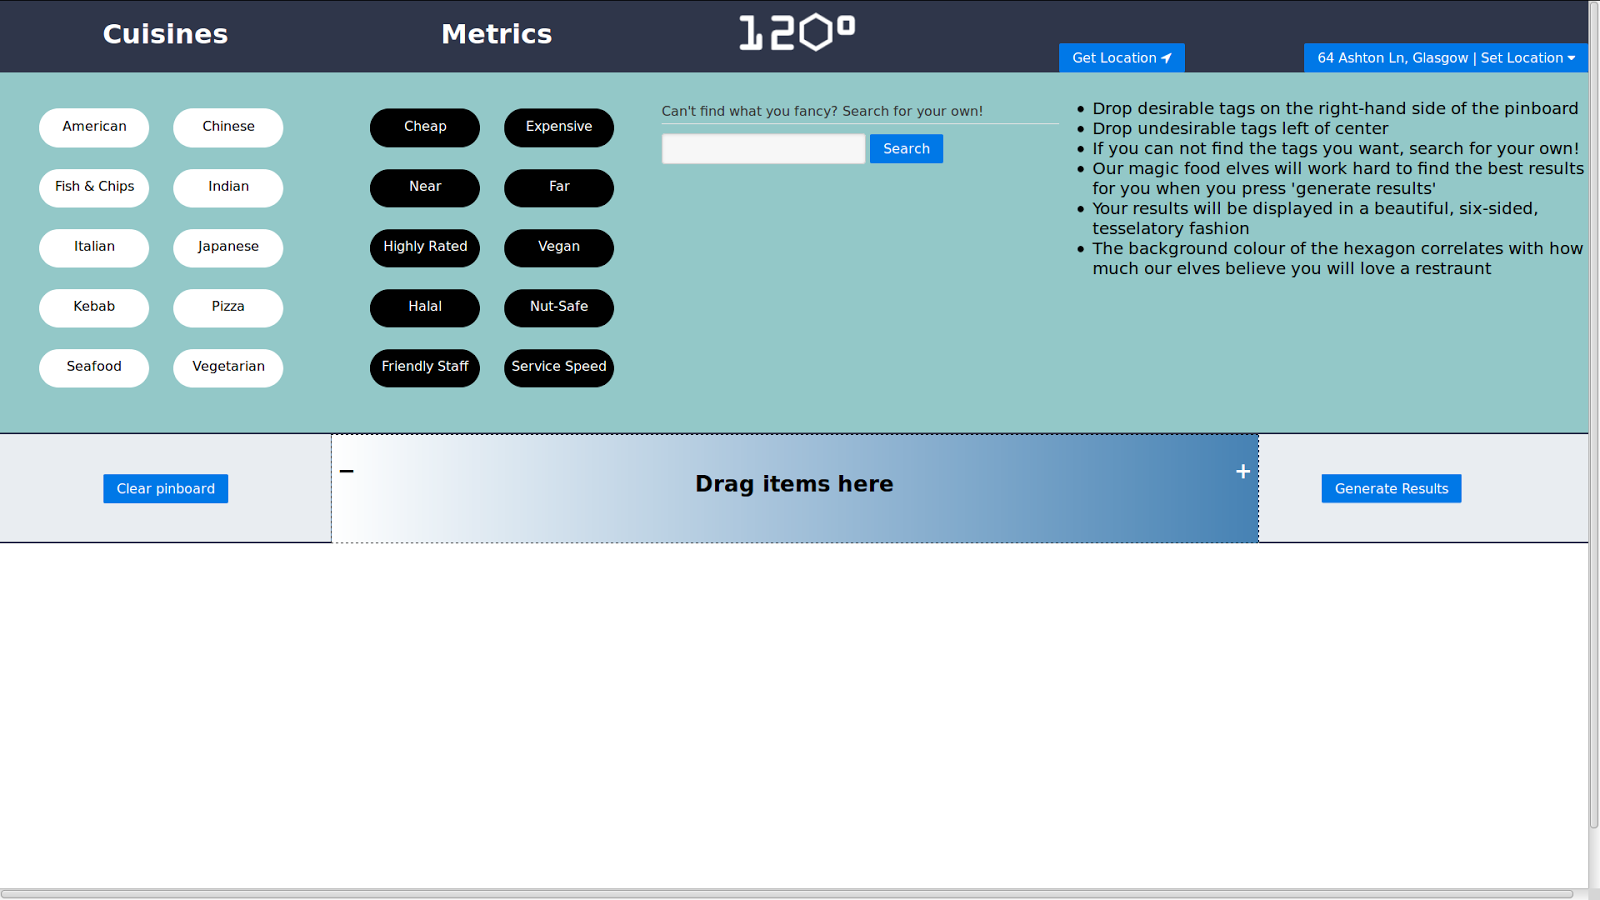 Cuisines
Metrics
120°
Get Location
64 Ashton Ln, Glasgow | Set Location
American
Chinese
Fish & Chips
Indian
Italian
Japanese
Kebab
Pizza
Seafood
Vegetarian
Cheap
Expensive
Near
Far
Highly Rated
Vegan
Halal
Nut-Safe
Friendly Staff
Service Speed
Can't find what you fancy? Search for your own!
Search
• Drop desirable tags on the right-hand side of the pinboard
• Drop undesirable tags left of center
• If you can not find the tags you want, search for your own!
• Our magic food elves will work hard to find the best results
for you when you press 'generate results'
• Your results will be displayed in a beautiful, six-sided,
tesselatory fashion
• The background colour of the hexagon correlates with how
much our elves believe you will love a restraunt
Clear pinboard
−
Drag items here
+
Generate Results